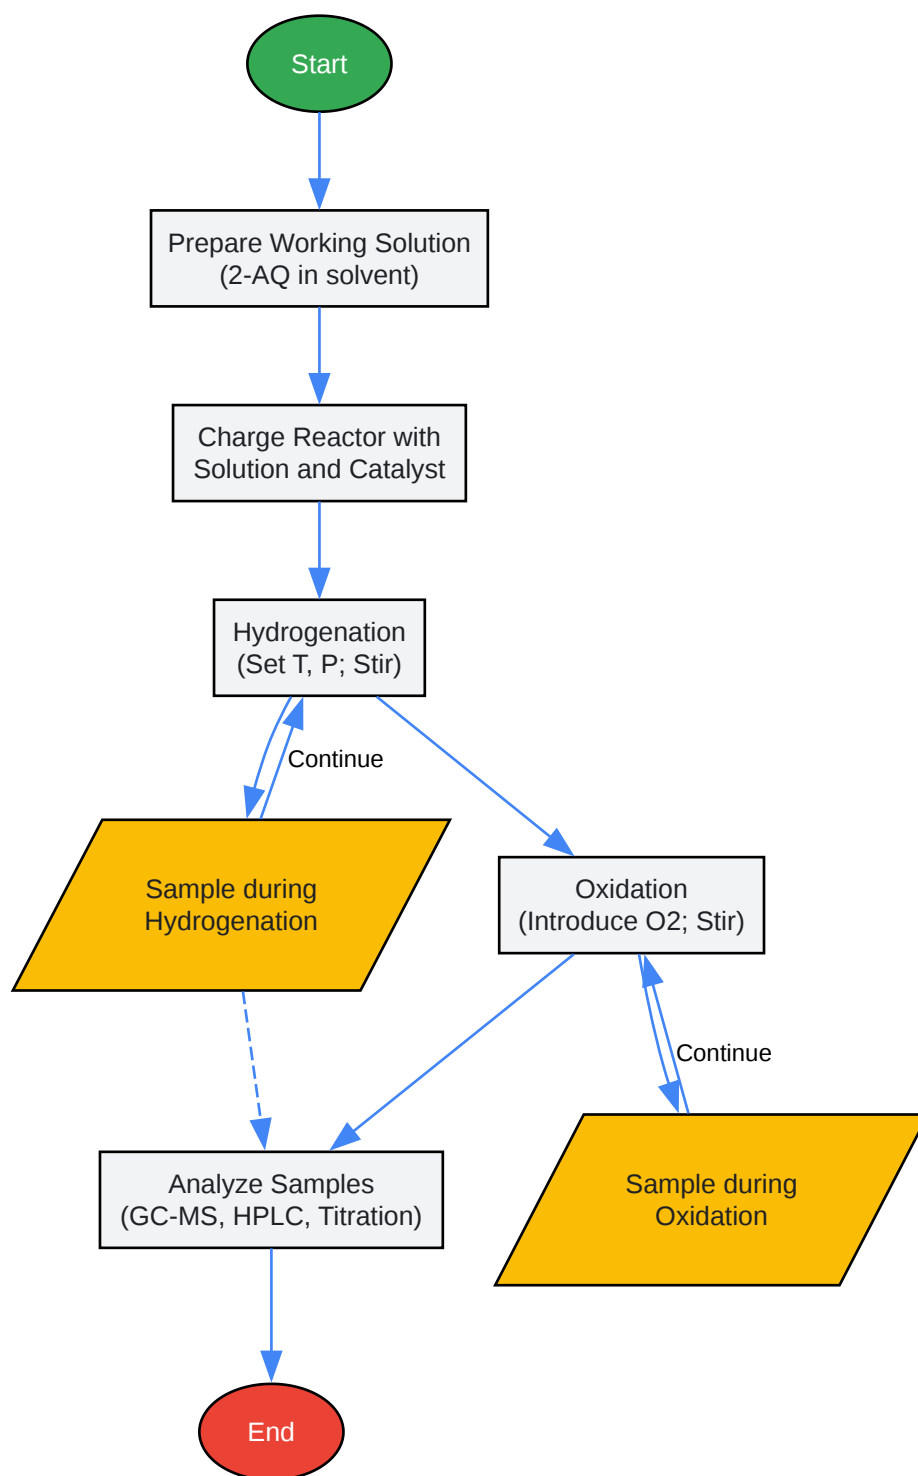 Start
Prepare Working Solution
(2-AQ in solvent)
Charge Reactor with
Solution and Catalyst
Hydrogenation
(Set T, P; Stir)
Continue
Sample during
Hydrogenation
Oxidation
(Introduce O2; Stir)
Continue
Analyze Samples
(GC-MS, HPLC, Titration)
Sample during
Oxidation
End